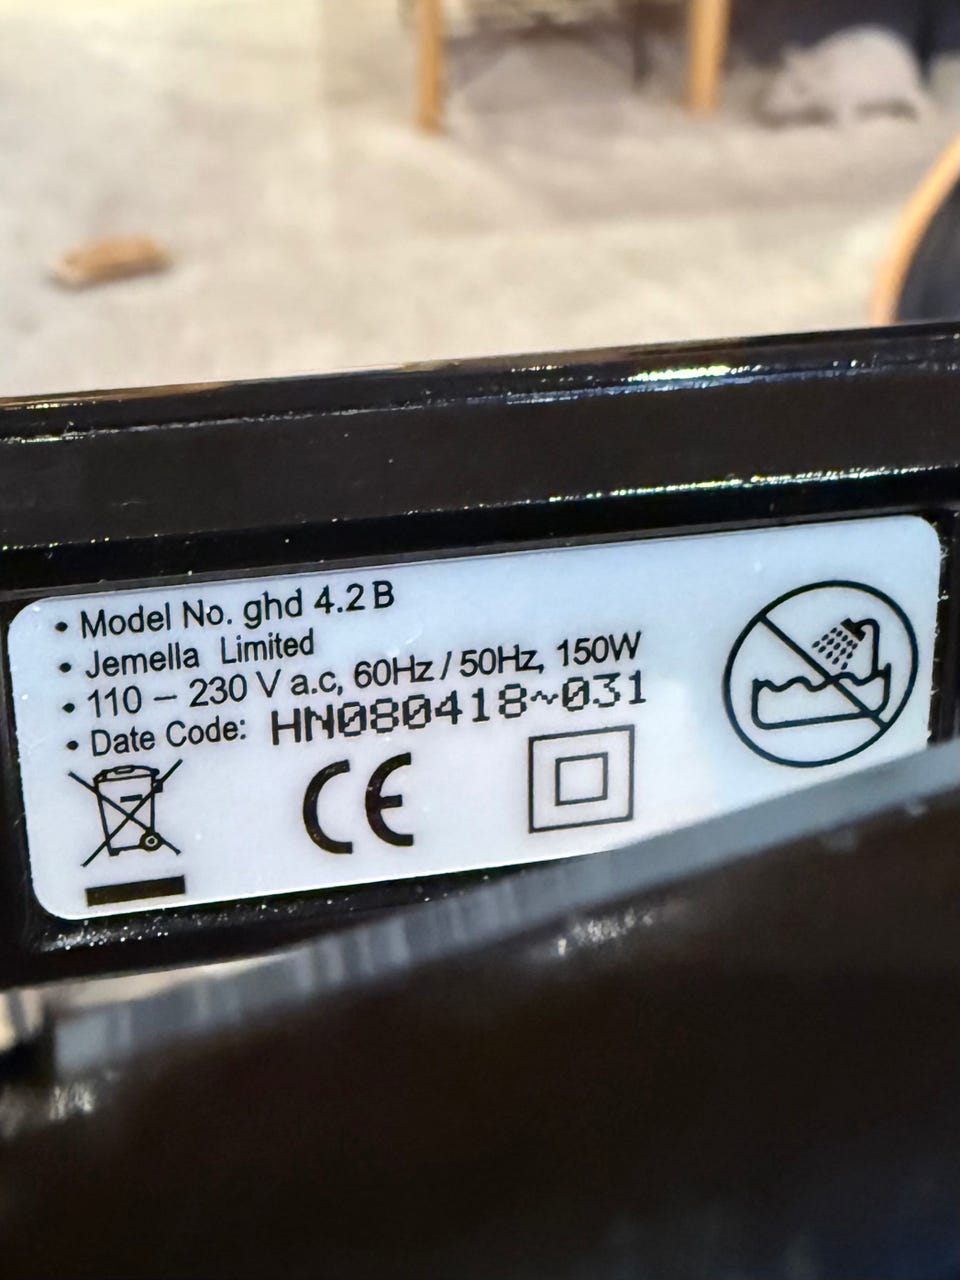 • Model No. ghd 4.2 B
• Jemella Limited
• 110 – 230 V a.c, 60Hz / 50Hz, 150W
• Date Code: HN080418~031
CE